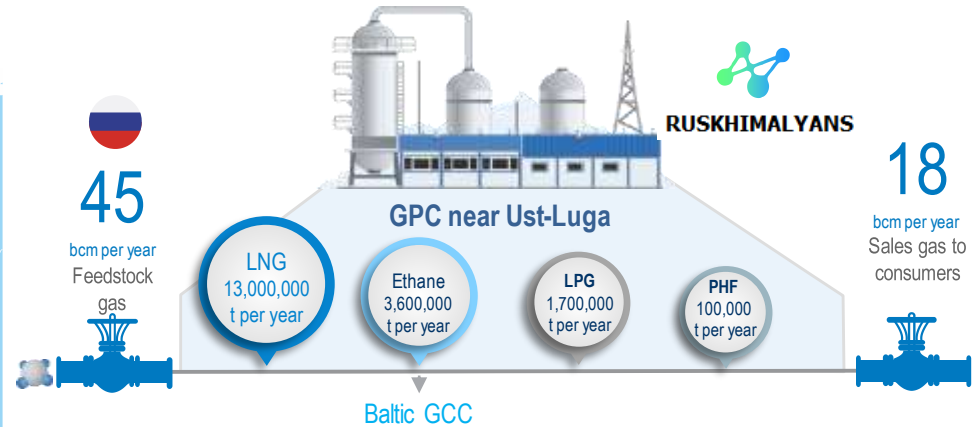 RUSKHIMALYANS
45
bcm per year
Feedstock
gas
GPC near Ust-Luga
LNG
13,000,000
t per year
Ethane
3,600,000
t per year
LPG
1,700,000
t per year
PHF
100,000
t per year
18
bcm per year
Sales gas to
consumers
Baltic GCC